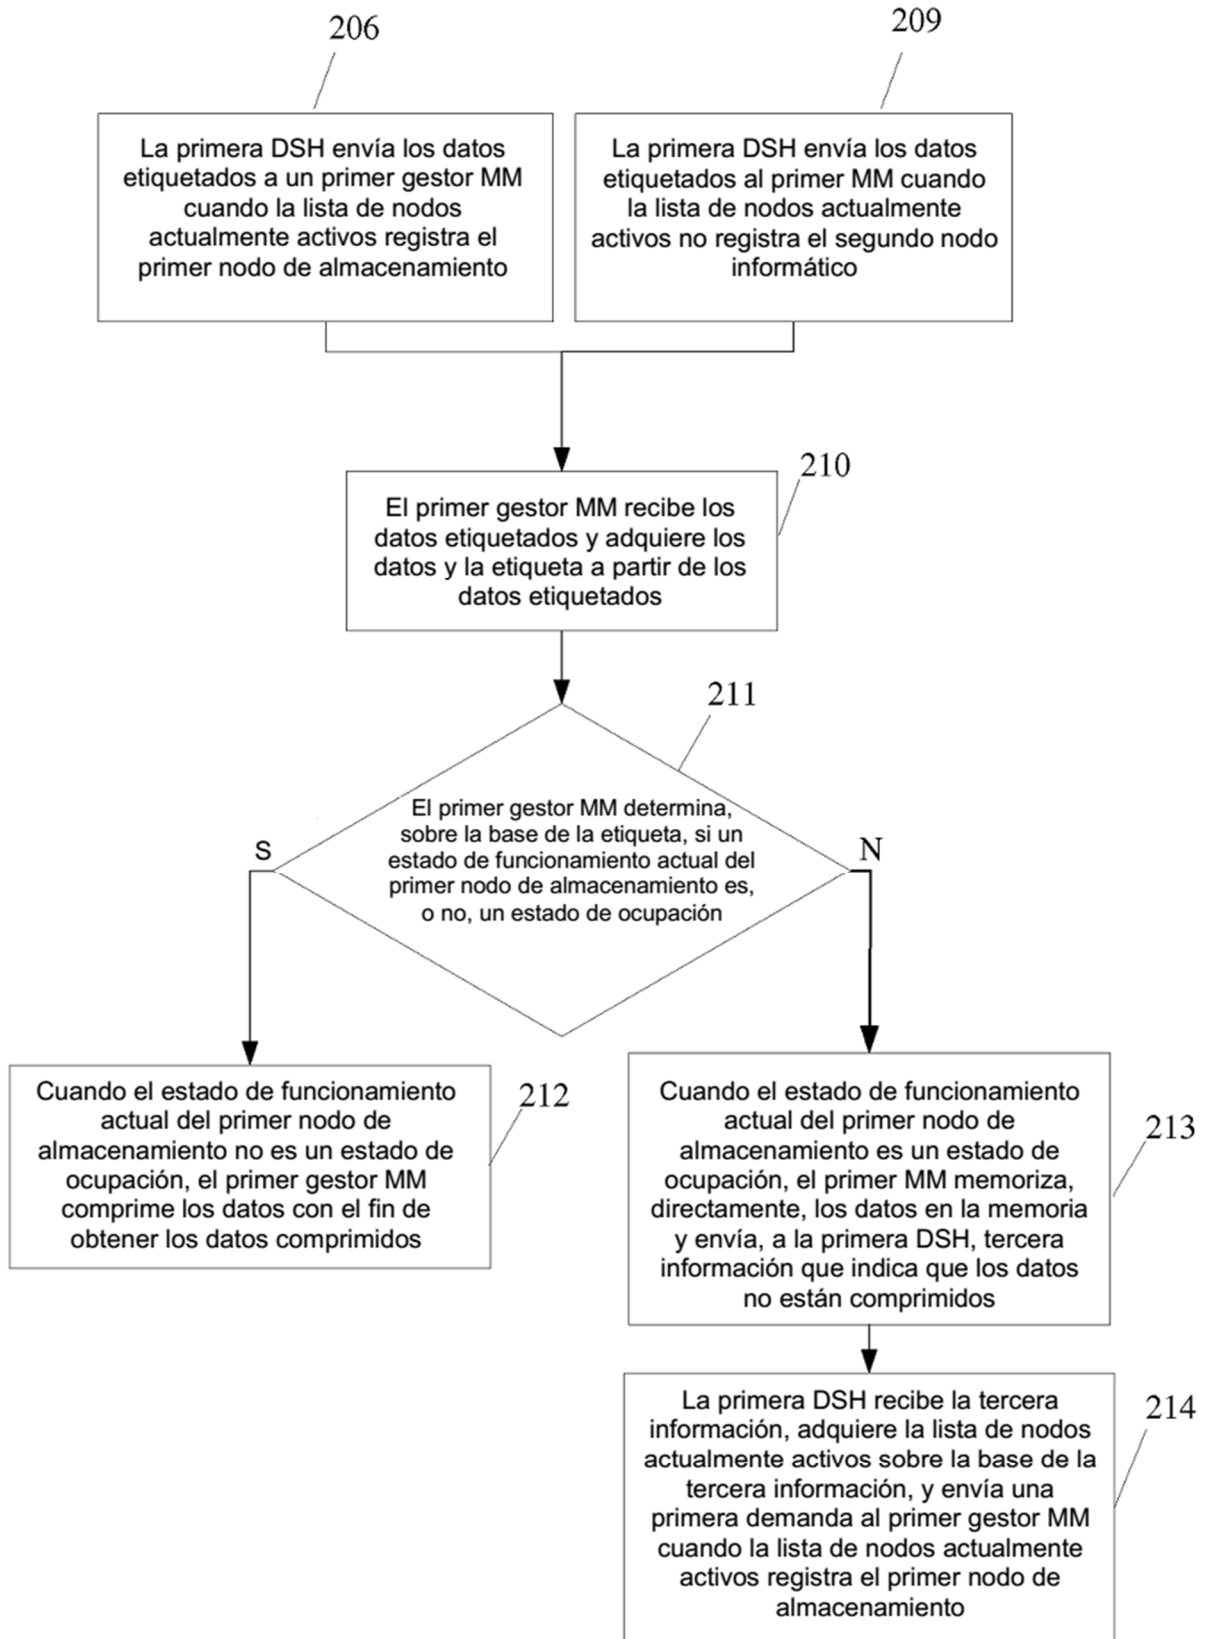 206
209
La primera DSH envía los datos
etiquetados a un primer gestor MM
cuando la lista de nodos
actualmente activos registra el
primer nodo de almacenamiento
La primera DSH envía los datos
etiquetados al primer MM cuando
la lista de nodos actualmente
activos no registra el segundo nodo
informático
210
El primer gestor MM recibe los
datos etiquetados y adquiere los
datos y la etiqueta a partir de los
datos etiquetados
211
El primer gestor MM determina,
sobre la base de la etiqueta, si un
estado de funcionamiento actual del
primer nodo de almacenamiento es,
o no, un estado de ocupación
S
N
212
Cuando el estado de funcionamiento
actual del primer nodo de
almacenamiento no es un estado de
ocupación, el primer gestor MM
comprime los datos con el fin de
obtener los datos comprimidos
213
Cuando el estado de funcionamiento
actual del primer nodo de
almacenamiento es un estado de
ocupación, el primer MM memoriza,
directamente, los datos en la memoria
y envía, a la primera DSH, tercera
información que indica que los datos
no están comprimidos
214
La primera DSH recibe la tercera
información, adquiere la lista de nodos
actualmente activos sobre la base de la
tercera información, y envía una
primera demanda al primer gestor MM
cuando la lista de nodos actualmente
activos registra el primer nodo de
almacenamiento